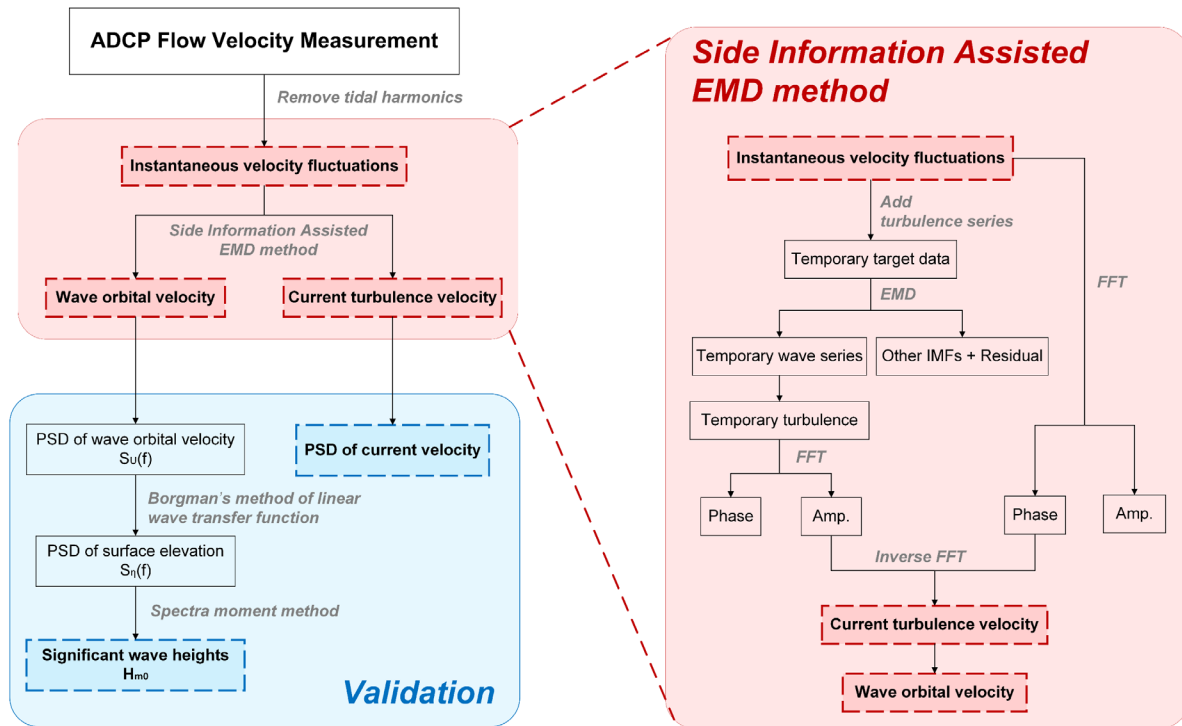 ADCP Flow Velocity Measurement
Remove tidal harmonics
Instantaneous velocity fluctuations
Side Information Assisted
EMD method
Wave orbital velocity
Current turbulence velocity
PSD of wave orbital velocity
SU(f)
PSD of current velocity
Borgman's method of linear
wave transfer function
PSD of surface elevation
Sη(f)
Spectra moment method
Significant wave heights
Hm0
Validation
Side Information Assisted
EMD method
Instantaneous velocity fluctuations
Add
turbulence series
Temporary target data
EMD
FFT
Temporary wave series
Other IMFs + Residual
Temporary turbulence
FFT
Phase
Amp.
Phase
Amp.
Inverse FFT
Current turbulence velocity
Wave orbital velocity